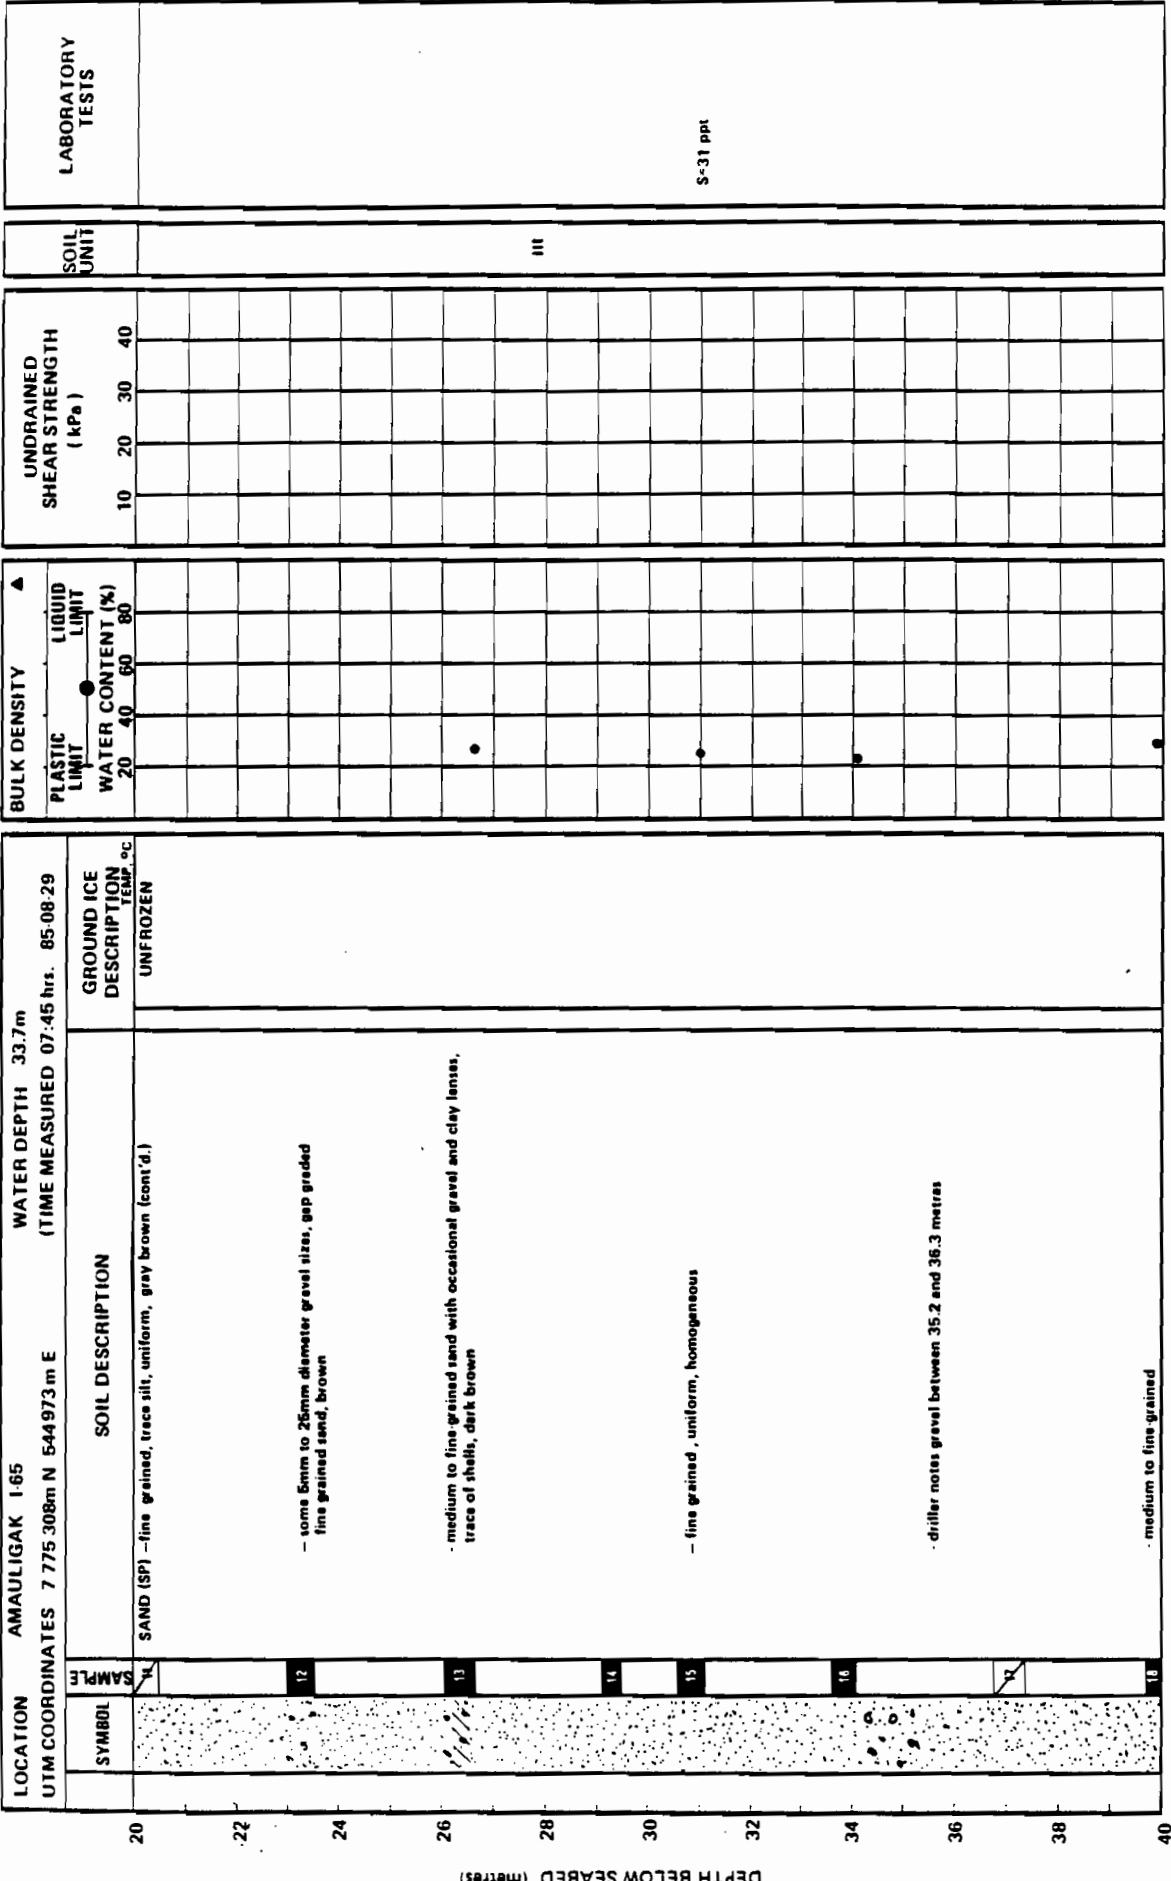 LOCATION AMAULIGAK I-65 WATER DEPTH 33.7m
UTM COORDINATES 7 775 308m N 544973 m E (TIME MEASURED 07:45 hrs. 85-08-29
DEPTH BELOW SEABED (metres)
20
22
24
26
28
30
32
34
36
38
40
SYMBOL
SAMPLE
SOIL DESCRIPTION
GROUND ICE
DESCRIPTION
TEMP, °C
BULK DENSITY ▲
PLASTIC LIMIT
LIQUID LIMIT
WATER CONTENT (%)
20 40 60 80
UNDRAINED
SHEAR STRENGTH
( kPa )
10 20 30 40
SOIL
UNIT
LABORATORY
TESTS
11
12
13
14
15
16
17
18
SAND (SP) –fine grained, trace silt, uniform, gray brown (cont'd.)
UNFROZEN
– some 5mm to 25mm diameter gravel sizes, gap graded
fine grained sand, brown
- medium to fine-grained sand with occasional gravel and clay lenses,
trace of shells, dark brown
III
– fine grained , uniform, homogeneous
S=31 ppt
- driller notes gravel between 35.2 and 36.3 metres
- medium to fine-grained